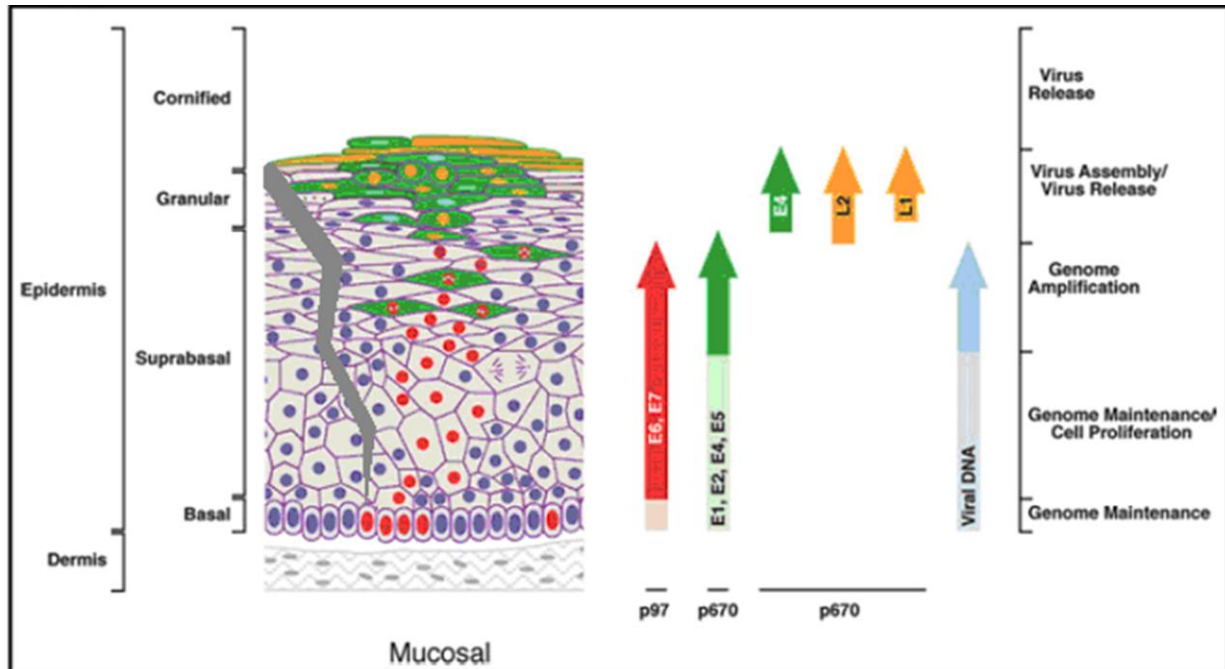 Epidermis
Dermis
Cornified
Granular
Suprabasal
Basal
E6, E7
E1, E2, E4, E5
E4
L2
L1
Viral DNA
p97
p670
p670
Virus
Release
Virus Assembly/
Virus Release
Genome
Amplification
Genome Maintenance/
Cell Proliferation
Genome Maintenance
Mucosal